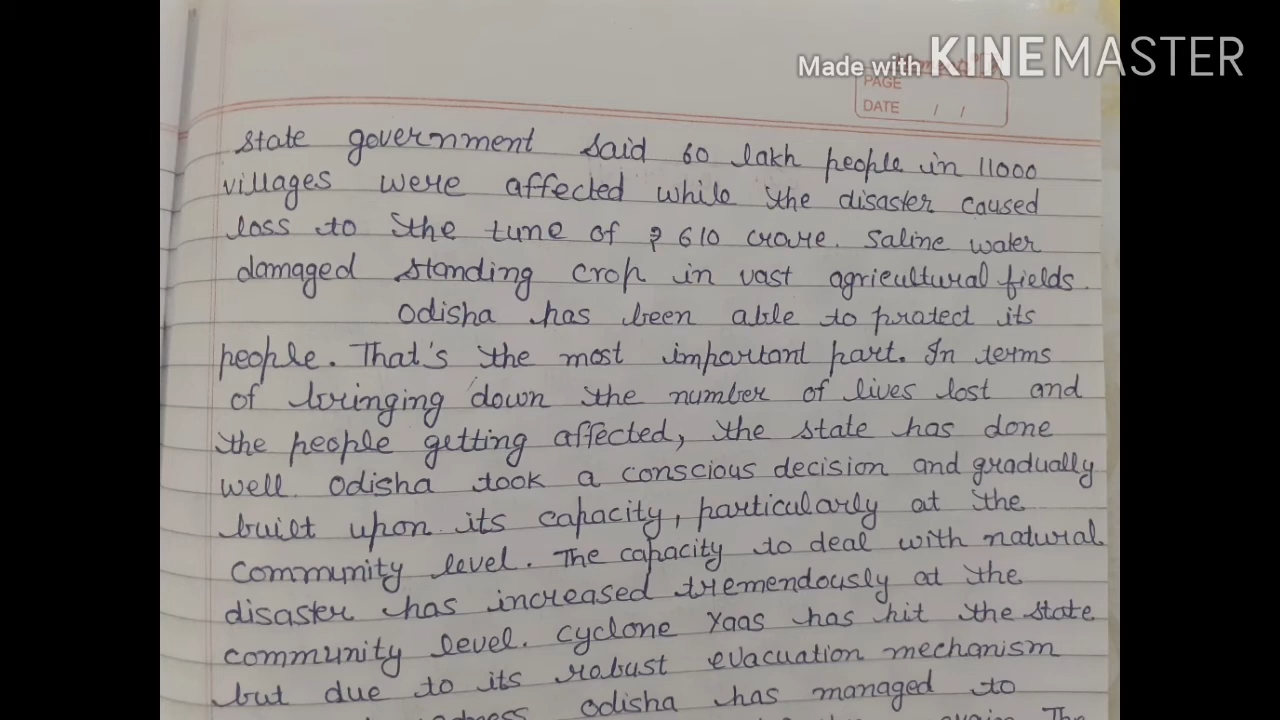 Made with KINEMASTER
PAGE
DATE / /
state government said 60 lakh people in 11000
villages were affected while the disaster caused
loss to the tune of ₹ 610 crore. Saline water
damaged standing crop in vast agricultural fields.
Odisha has been able to protect its
people. That's the most important part. In terms
of bringing down the number of lives lost and
the people getting affected, the state has done
well. Odisha took a conscious decision and gradually
built upon its capacity, particularly at the
community level. The capacity to deal with natural
disaster has increased tremendously at the
community level. Cyclone Yaas has hit the state
but due to its robust evacuation mechanism
odisha has managed to
The